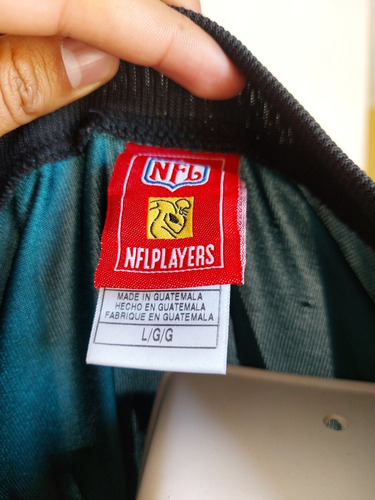 NFL
NFLPLAYERS
MADE IN GUATEMALA
HECHO EN GUATEMALA
FABRIQUE EN GUATEMALA
L/G/G